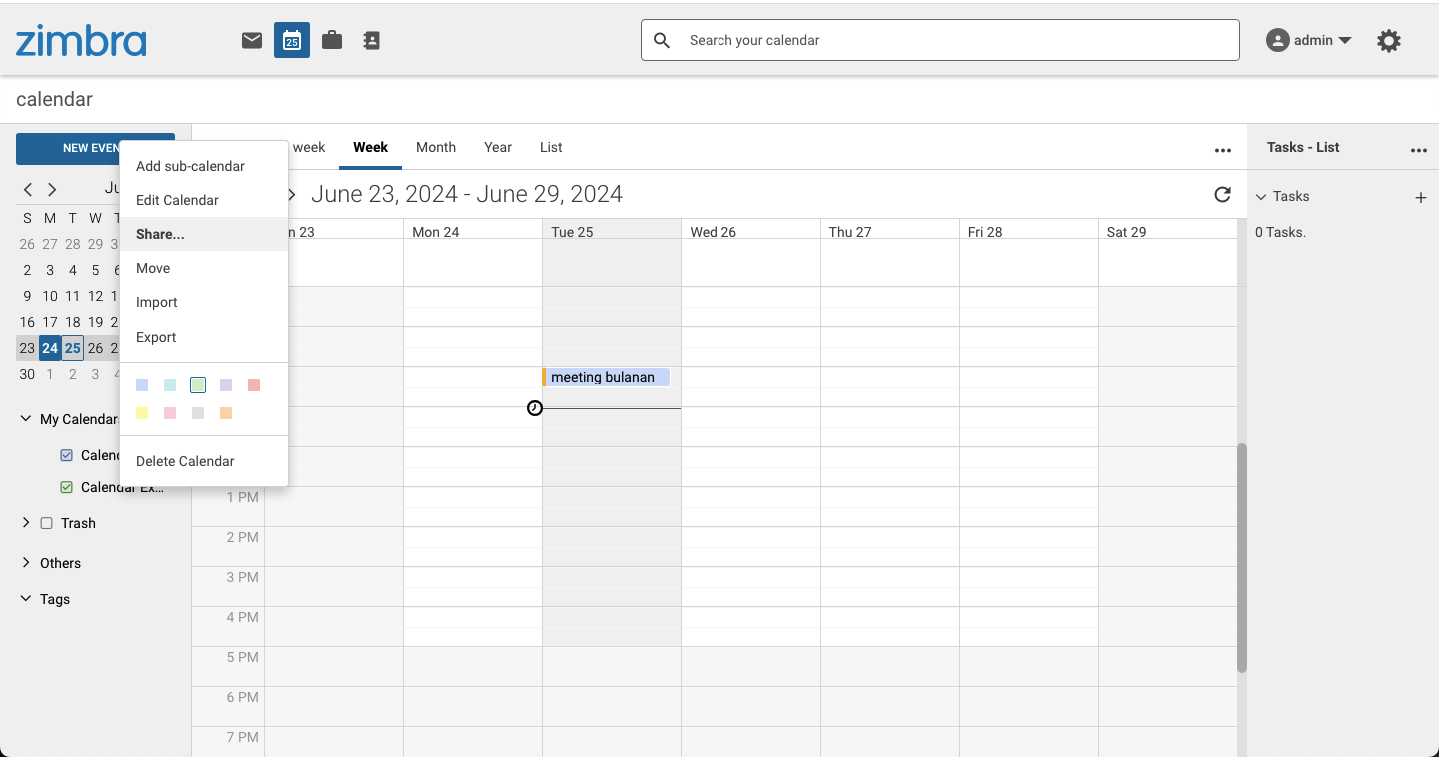 zimbra
25
Search your calendar
admin
calendar
NEW EVEN
week
Week
Month
Year
List
Tasks - List
Add sub-calendar
Edit Calendar
Share...
Move
Import
Export
Delete Calendar
Ju
June 23, 2024 - June 29, 2024
Tasks
0 Tasks.
S M T W T
26 27 28 29 3
2 3 4 5 6
9 10 11 12 1
16 17 18 19 2
23 24 25 26 2
30 1 2 3 4
n 23
Mon 24
Tue 25
Wed 26
Thu 27
Fri 28
Sat 29
meeting bulanan
My Calendar
Calend
Calendar Ex...
Trash
Others
Tags
1 PM
2 PM
3 PM
4 PM
5 PM
6 PM
7 PM